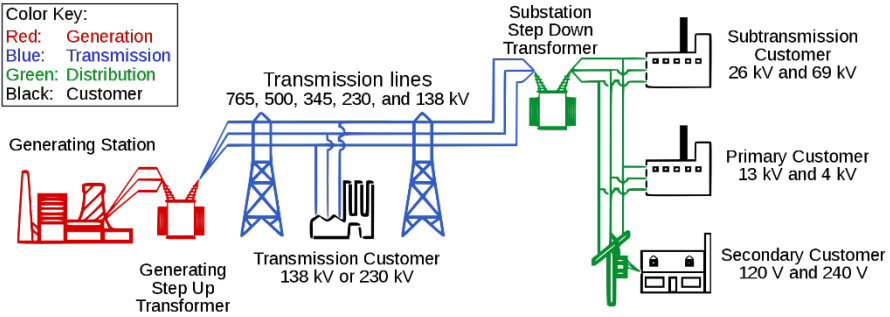 Color Key:
Red: Generation
Blue: Transmission
Green: Distribution
Black: Customer
Generating Station
Generating
Step Up
Transformer
Transmission lines
765, 500, 345, 230, and 138 kV
Transmission Customer
138 kV or 230 kV
Substation
Step Down
Transformer
Subtransmission
Customer
26 kV and 69 kV
Primary Customer
13 kV and 4 kV
Secondary Customer
120 V and 240 V